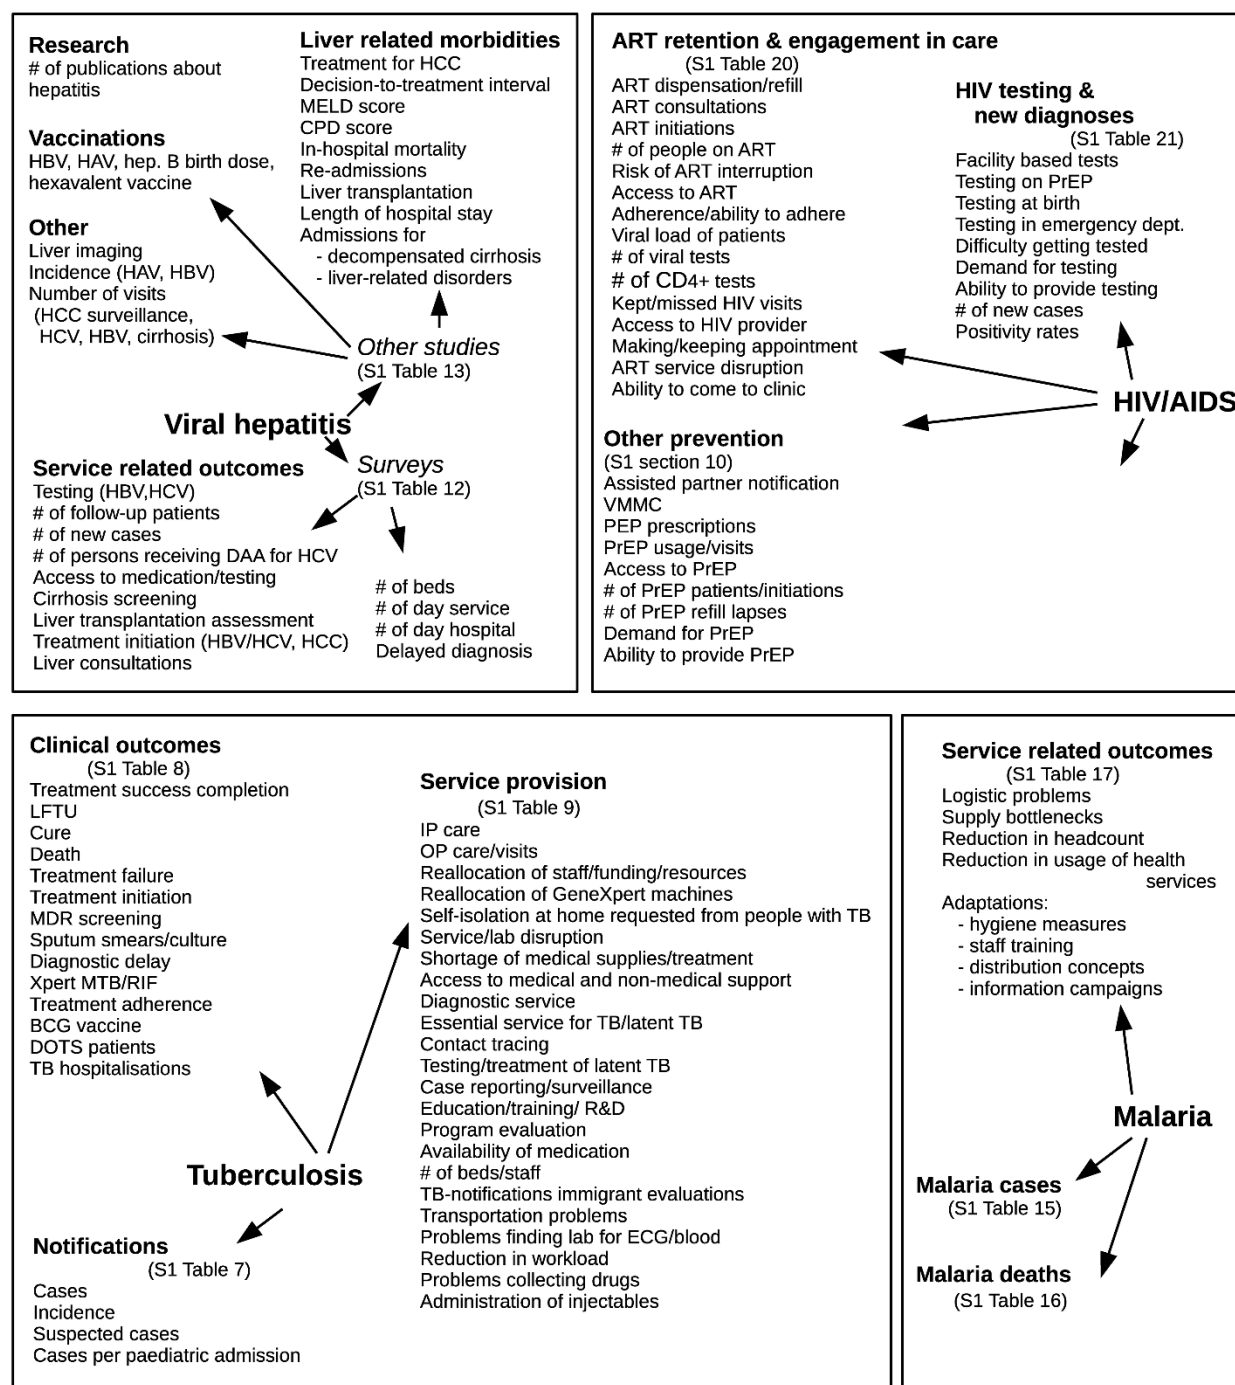 Research
# of publications about
hepatitis
Vaccinations
HBV, HAV, hep. B birth dose,
hexavalent vaccine
Other
Liver imaging
Incidence (HAV, HBV)
Number of visits
(HCC surveillance,
HCV, HBV, cirrhosis)
Liver related morbidities
Treatment for HCC
Decision-to-treatment interval
MELD score
CPD score
In-hospital mortality
Re-admissions
Liver transplantation
Length of hospital stay
Admissions for
- decompensated cirrhosis
- liver-related disorders
Other studies
(S1 Table 13)
Viral hepatitis
Surveys
(S1 Table 12)
Service related outcomes
Testing (HBV,HCV)
# of follow-up patients
# of new cases
# of persons receiving DAA for HCV
Access to medication/testing
Cirrhosis screening
Liver transplantation assessment
Treatment initiation (HBV/HCV, HCC)
Liver consultations
# of beds
# of day service
# of day hospital
Delayed diagnosis
ART retention & engagement in care
(S1 Table 20)
ART dispensation/refill
ART consultations
ART initiations
# of people on ART
Risk of ART interruption
Access to ART
Adherence/ability to adhere
Viral load of patients
# of viral tests
# of CD4+ tests
Kept/missed HIV visits
Access to HIV provider
Making/keeping appointment
ART service disruption
Ability to come to clinic
HIV testing &
new diagnoses
(S1 Table 21)
Facility based tests
Testing on PrEP
Testing at birth
Testing in emergency dept.
Difficulty getting tested
Demand for testing
Ability to provide testing
# of new cases
Positivity rates
HIV/AIDS
Other prevention
(S1 section 10)
Assisted partner notification
VMMC
PEP prescriptions
PrEP usage/visits
Access to PrEP
# of PrEP patients/initiations
# of PrEP refill lapses
Demand for PrEP
Ability to provide PrEP
Clinical outcomes
(S1 Table 8)
Treatment success completion
LFTU
Cure
Death
Treatment failure
Treatment initiation
MDR screening
Sputum smears/culture
Diagnostic delay
Xpert MTB/RIF
Treatment adherence
BCG vaccine
DOTS patients
TB hospitalisations
Tuberculosis
Notifications
(S1 Table 7)
Cases
Incidence
Suspected cases
Cases per paediatric admission
Service provision
(S1 Table 9)
IP care
OP care/visits
Reallocation of staff/funding/resources
Reallocation of GeneXpert machines
Self-isolation at home requested from people with TB
Service/lab disruption
Shortage of medical supplies/treatment
Access to medical and non-medical support
Diagnostic service
Essential service for TB/latent TB
Contact tracing
Testing/treatment of latent TB
Case reporting/surveillance
Education/training/ R&D
Program evaluation
Availability of medication
# of beds/staff
TB-notifications immigrant evaluations
Transportation problems
Problems finding lab for ECG/blood
Reduction in workload
Problems collecting drugs
Administration of injectables
Service related outcomes
(S1 Table 17)
Logistic problems
Supply bottlenecks
Reduction in headcount
Reduction in usage of health
services
Adaptations:
- hygiene measures
- staff training
- distribution concepts
- information campaigns
Malaria
Malaria cases
(S1 Table 15)
Malaria deaths
(S1 Table 16)